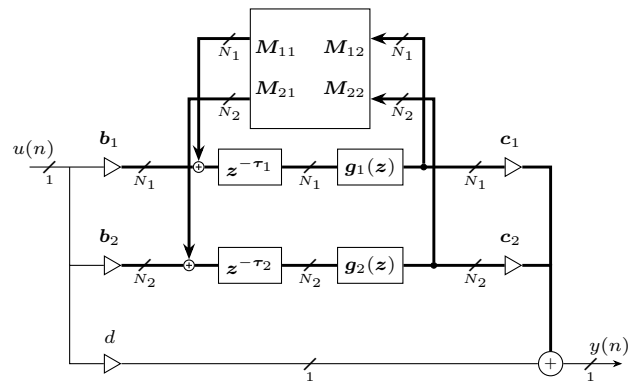 N₁ M₁₁ M₁₂ N₁
N₂ M₂₁ M₂₂ N₂
u(n) 1 b₁ N₁ z^{−τ₁} N₁ g₁(z) N₁ c₁
b₂ N₂ z^{−τ₂} N₂ g₂(z) N₂ c₂
d 1 + 1 y(n)